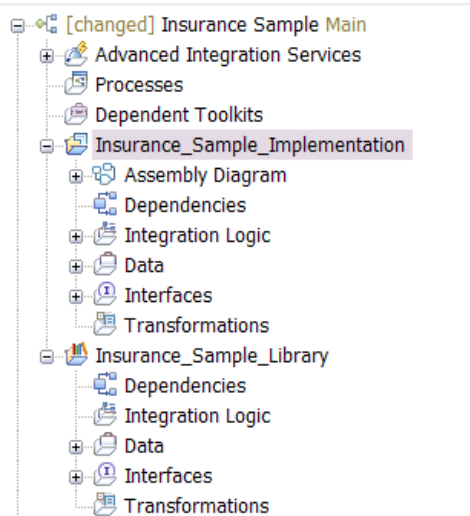 [changed] Insurance Sample Main
Advanced Integration Services
Processes
Dependent Toolkits
Insurance_Sample_Implementation
Assembly Diagram
Dependencies
Integration Logic
Data
Interfaces
Transformations
Insurance_Sample_Library
Dependencies
Integration Logic
Data
Interfaces
Transformations